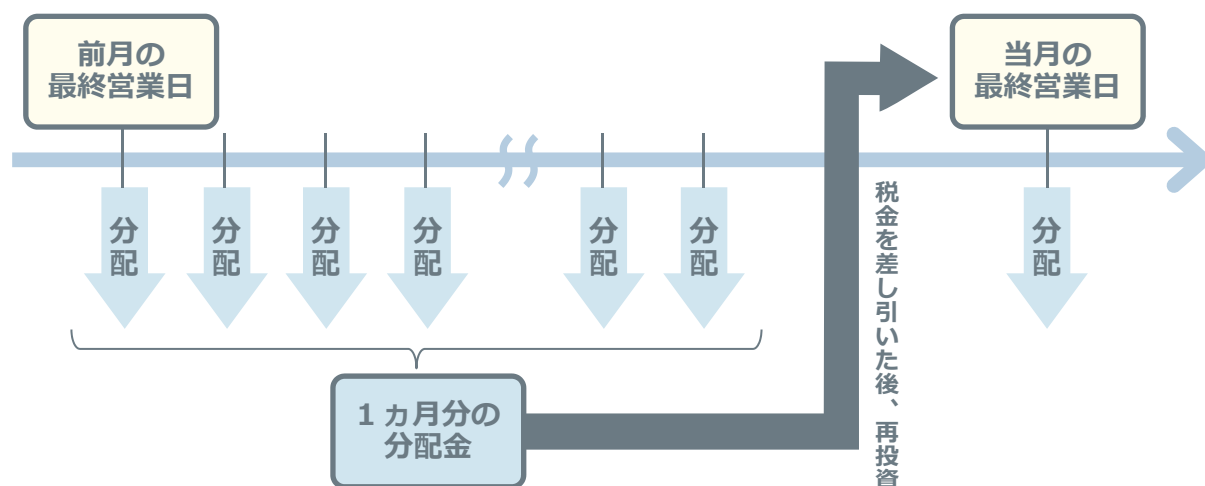 前月の
最終営業日
当月の
最終営業日
分配
分配
分配
分配
分配
分配
分配
税金を差し引いた後、再投資
1ヵ月分の
分配金